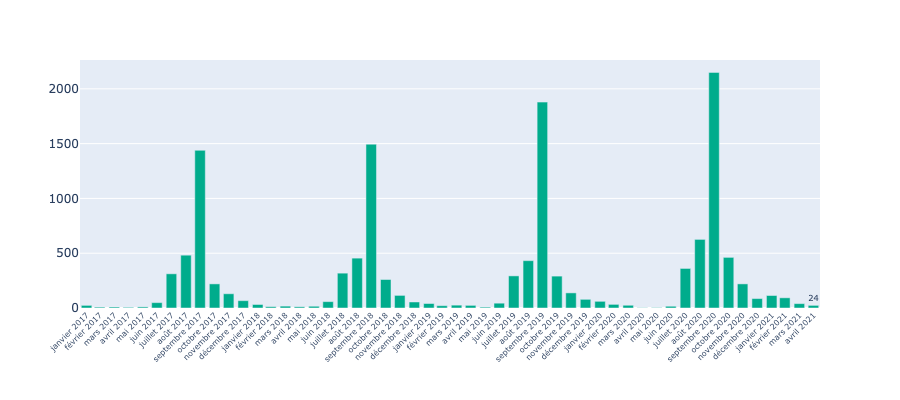 2000
1500
1000
500
0
24
janvier 2017
février 2017
mars 2017
avril 2017
mai 2017
juin 2017
juillet 2017
août 2017
septembre 2017
octobre 2017
novembre 2017
décembre 2017
janvier 2018
février 2018
mars 2018
avril 2018
mai 2018
juin 2018
juillet 2018
août 2018
septembre 2018
octobre 2018
novembre 2018
décembre 2018
janvier 2019
février 2019
mars 2019
avril 2019
mai 2019
juin 2019
juillet 2019
août 2019
septembre 2019
octobre 2019
novembre 2019
décembre 2019
janvier 2020
février 2020
mars 2020
avril 2020
mai 2020
juin 2020
juillet 2020
août 2020
septembre 2020
octobre 2020
novembre 2020
décembre 2020
janvier 2021
février 2021
mars 2021
avril 2021